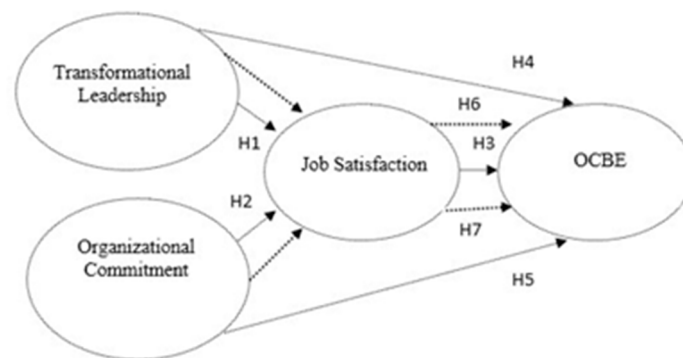 H4
Transformational
Leadership
H6
H1
H3
Job Satisfaction
OCBE
H2
H7
Organizational
Commitment
H5